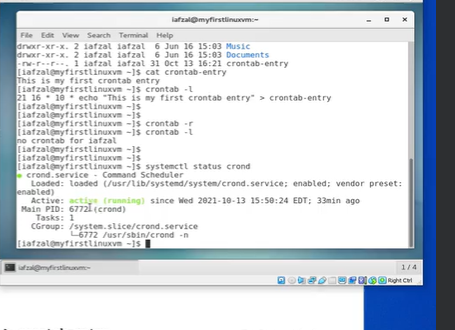 iafzal@myfirstlinuxvm:~
File Edit View Search Terminal Help
drwxr-xr-x. 2 iafzal iafzal 6 Jun 16 15:03 Music
drwxr-xr-x. 2 iafzal iafzal 6 Jun 16 15:03 Documents
-rw-r--r--. 1 iafzal iafzal 31 Oct 13 16:21 crontab-entry
[iafzal@myfirstlinuxvm ~]$ cat crontab-entry
This is my first crontab entry
[iafzal@myfirstlinuxvm ~]$ crontab -l
21 16 * 10 * echo "This is my first crontab entry" > crontab-entry
[iafzal@myfirstlinuxvm ~]$
[iafzal@myfirstlinuxvm ~]$
[iafzal@myfirstlinuxvm ~]$ crontab -r
[iafzal@myfirstlinuxvm ~]$ crontab -l
no crontab for iafzal
[iafzal@myfirstlinuxvm ~]$
[iafzal@myfirstlinuxvm ~]$
[iafzal@myfirstlinuxvm ~]$ systemctl status crond
● crond.service - Command Scheduler
Loaded: loaded (/usr/lib/systemd/system/crond.service; enabled; vendor preset:
enabled)
Active: active (running) since Wed 2021-10-13 15:50:24 EDT; 33min ago
Main PID: 6772 (crond)
Tasks: 1
CGroup: /system.slice/crond.service
└─6772 /usr/sbin/crond -n
[iafzal@myfirstlinuxvm ~]$
iafzal@myfirstlinuxvm:~
1 / 4
Right Ctrl